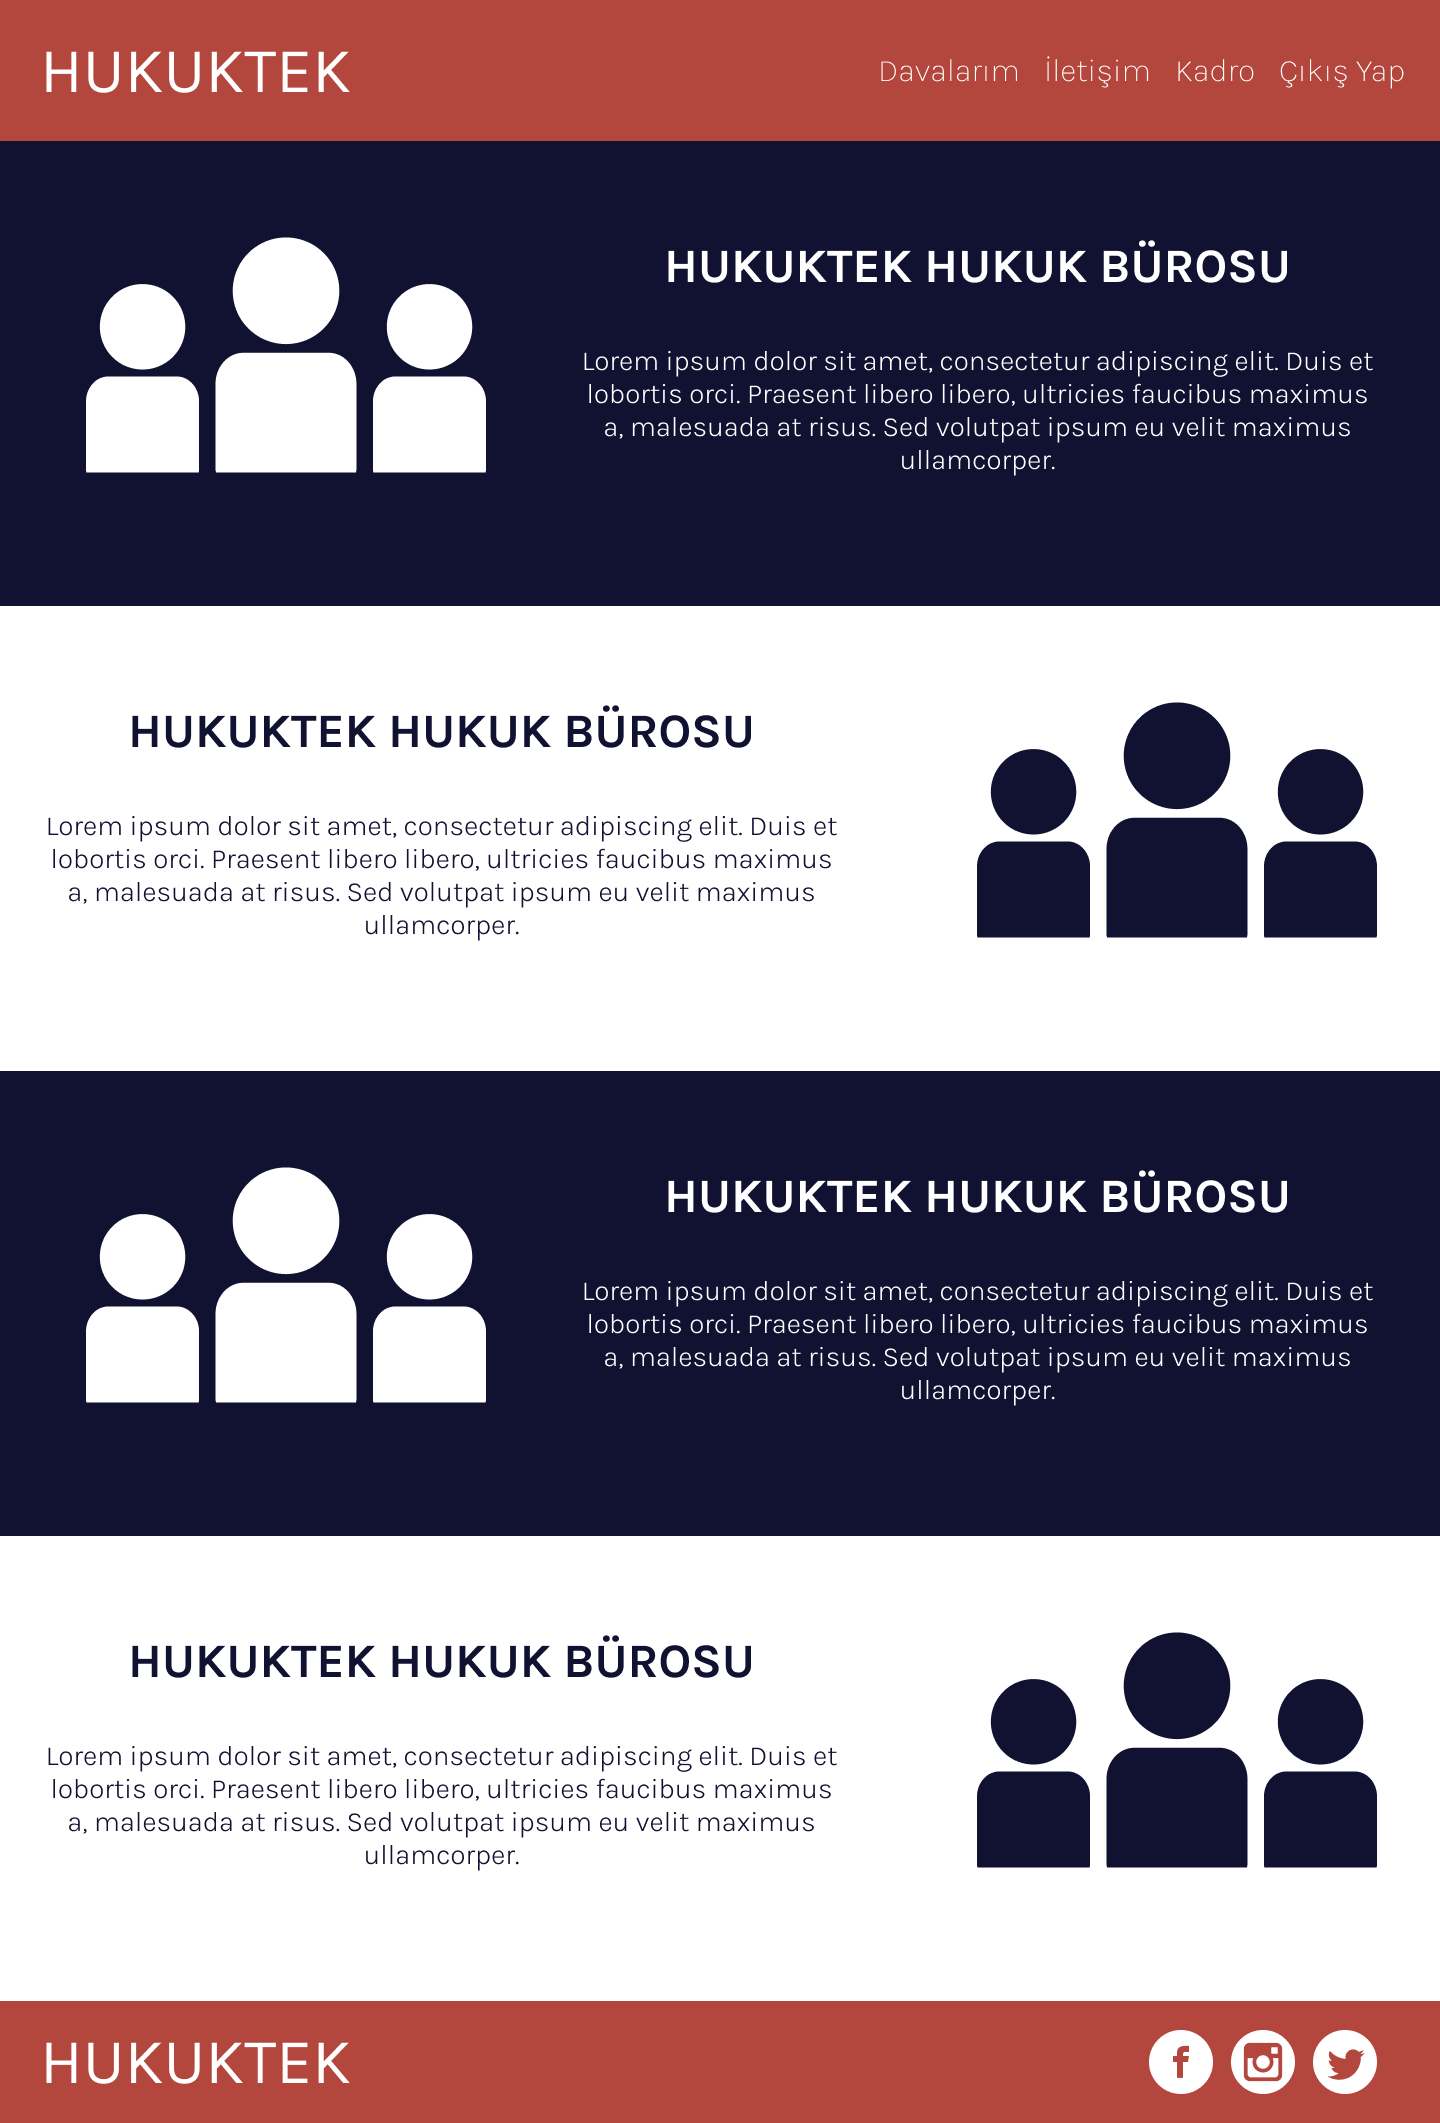 HUKUKTEK
Davalarım İletişim Kadro Çıkış Yap
HUKUKTEK HUKUK BÜROSU
Lorem ipsum dolor sit amet, consectetur adipiscing elit. Duis et
lobortis orci. Praesent libero libero, ultricies faucibus maximus
a, malesuada at risus. Sed volutpat ipsum eu velit maximus
ullamcorper.
HUKUKTEK HUKUK BÜROSU
Lorem ipsum dolor sit amet, consectetur adipiscing elit. Duis et
lobortis orci. Praesent libero libero, ultricies faucibus maximus
a, malesuada at risus. Sed volutpat ipsum eu velit maximus
ullamcorper.
HUKUKTEK HUKUK BÜROSU
Lorem ipsum dolor sit amet, consectetur adipiscing elit. Duis et
lobortis orci. Praesent libero libero, ultricies faucibus maximus
a, malesuada at risus. Sed volutpat ipsum eu velit maximus
ullamcorper.
HUKUKTEK HUKUK BÜROSU
Lorem ipsum dolor sit amet, consectetur adipiscing elit. Duis et
lobortis orci. Praesent libero libero, ultricies faucibus maximus
a, malesuada at risus. Sed volutpat ipsum eu velit maximus
ullamcorper.
HUKUKTEK